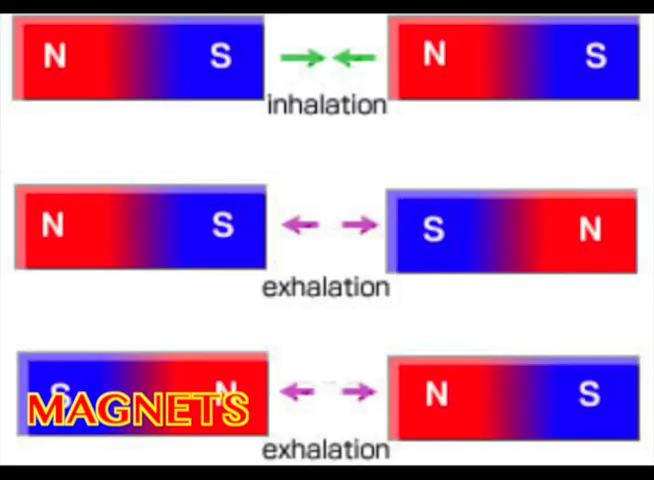 N S N S
inhalation
N S S N
exhalation
S N N S
MAGNETS
exhalation